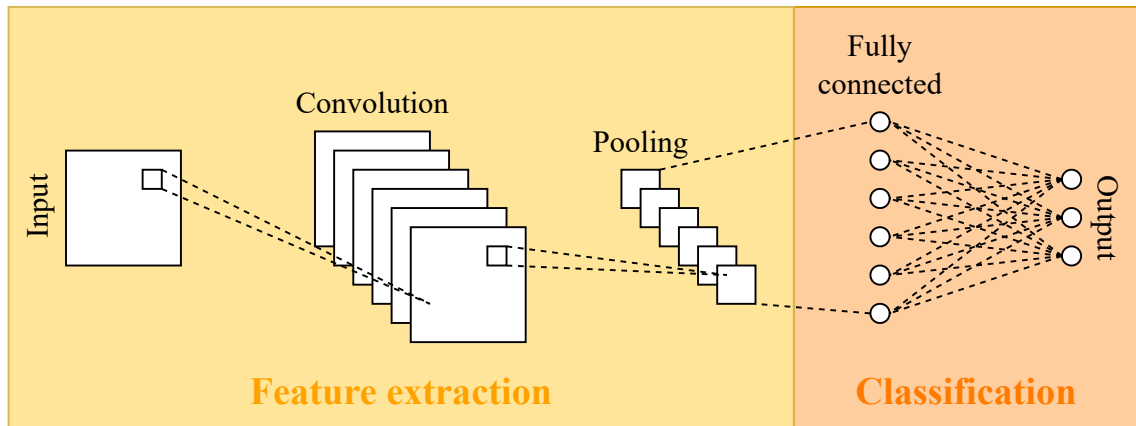 Input
Convolution
Pooling
Fully
connected
Output
Feature extraction
Classification